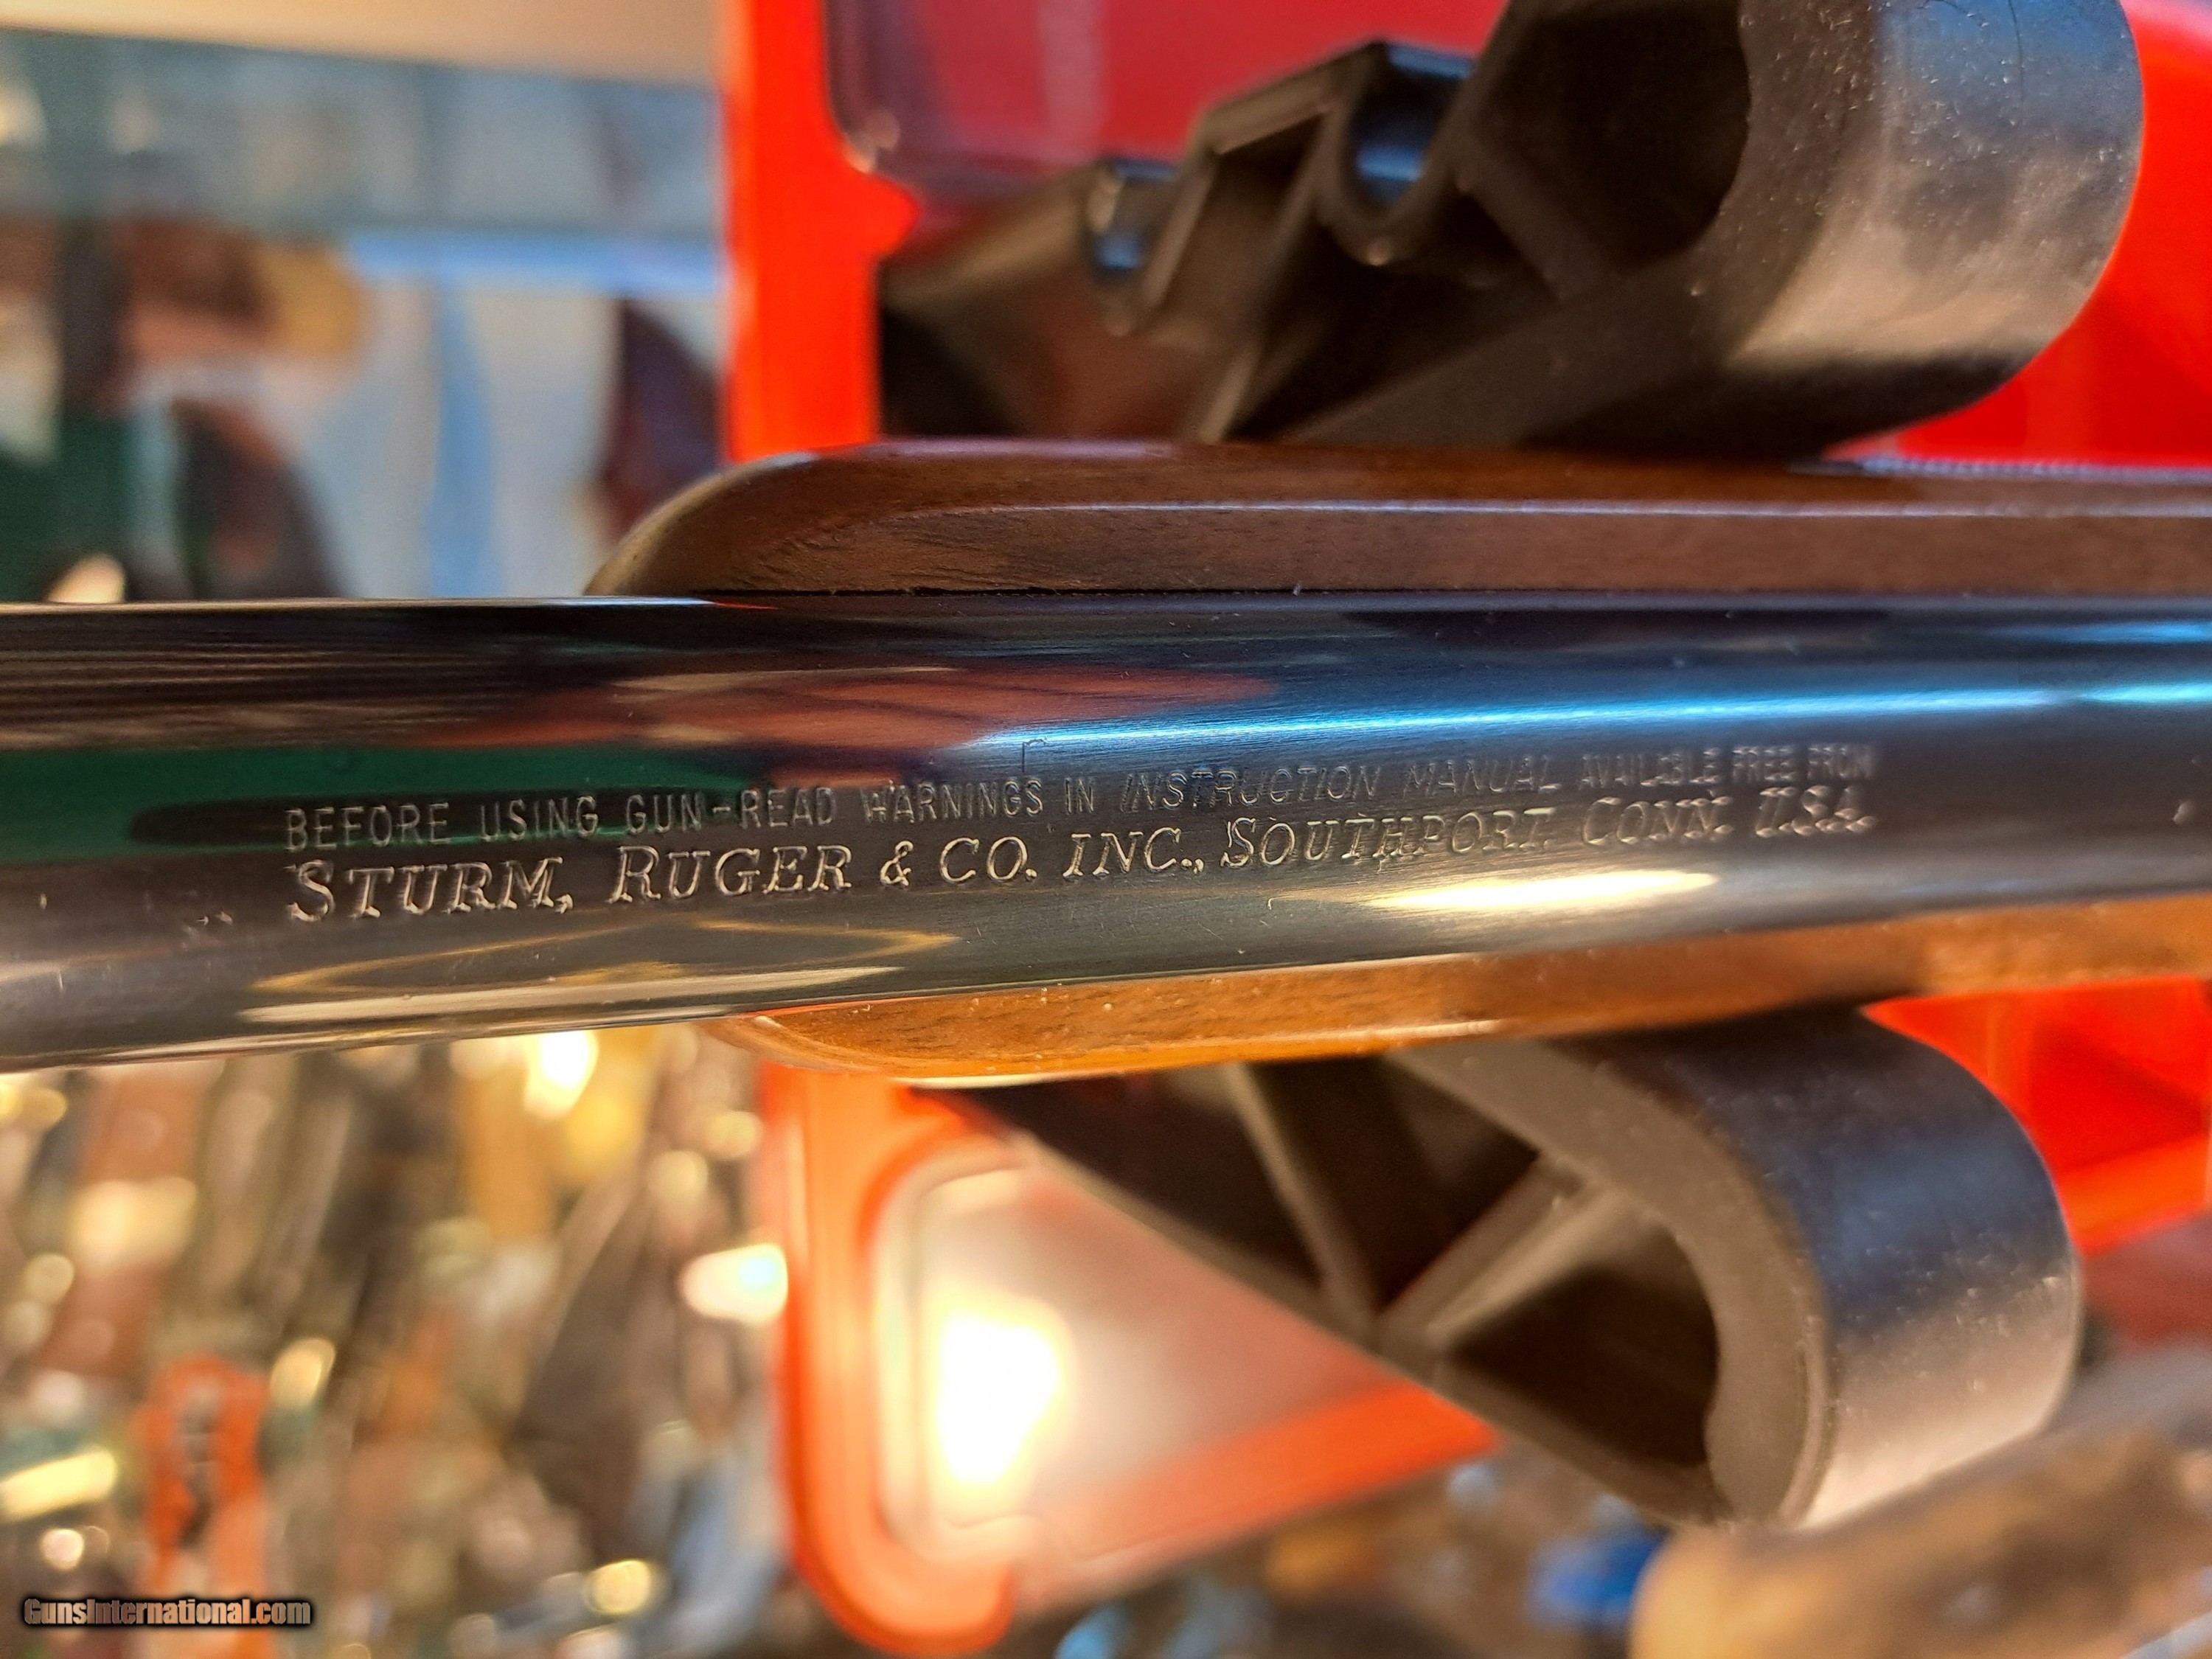 BEFORE USING GUN-READ WARNINGS IN INSTRUCTION MANUAL AVAILABLE FREE FROM
STURM, RUGER & CO. INC., SOUTHPORT. CONN. U.S.A.
GunsInternational.com